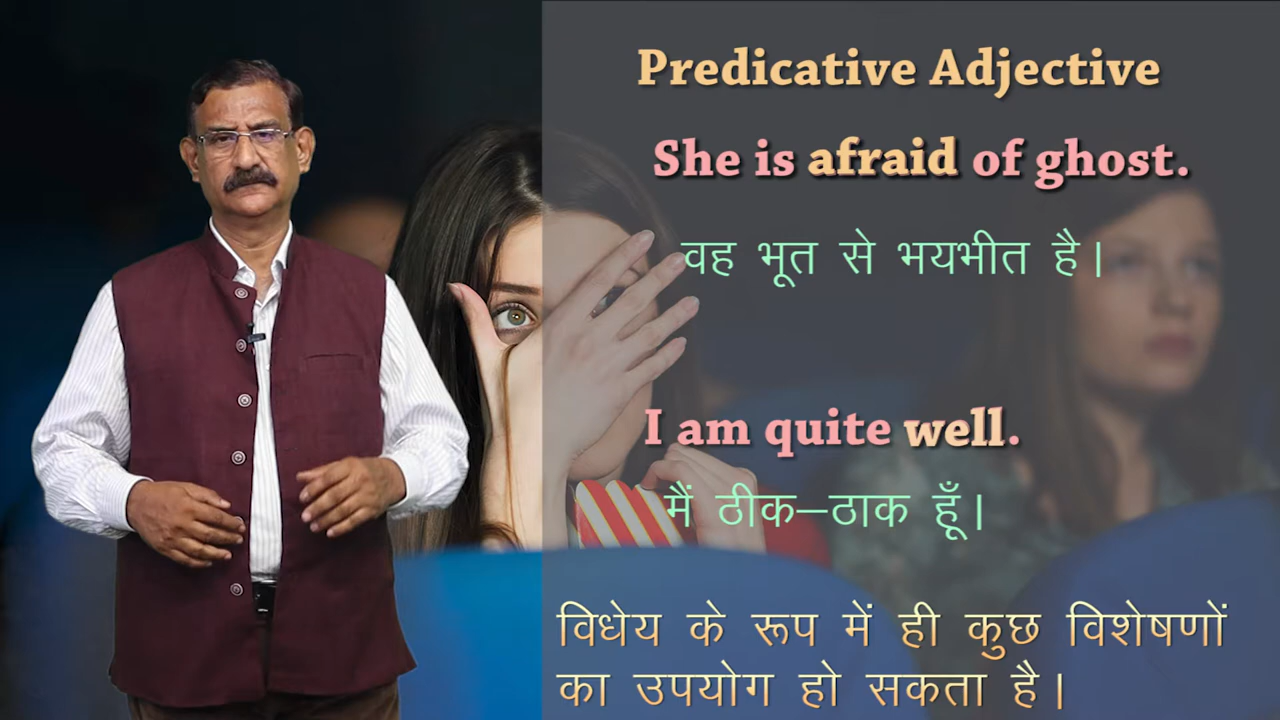 Predicative Adjective
She is afraid of ghost.
वह भूत से भयभीत है।
I am quite well.
मैं ठीक–ठाक हूँ।
विधेय के रूप में ही कुछ विशेषणों
का उपयोग हो सकता है।